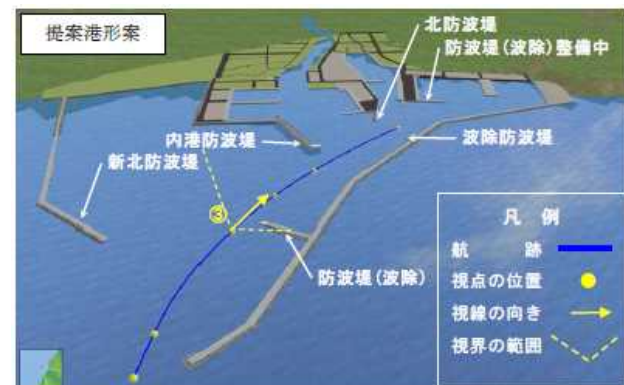 提案港形案
北防波堤
防波堤(波除)整備中
内港防波堤
波除防波堤
新北防波堤
③
防波堤(波除)
凡 例
航 跡
視点の位置
視線の向き
視界の範囲